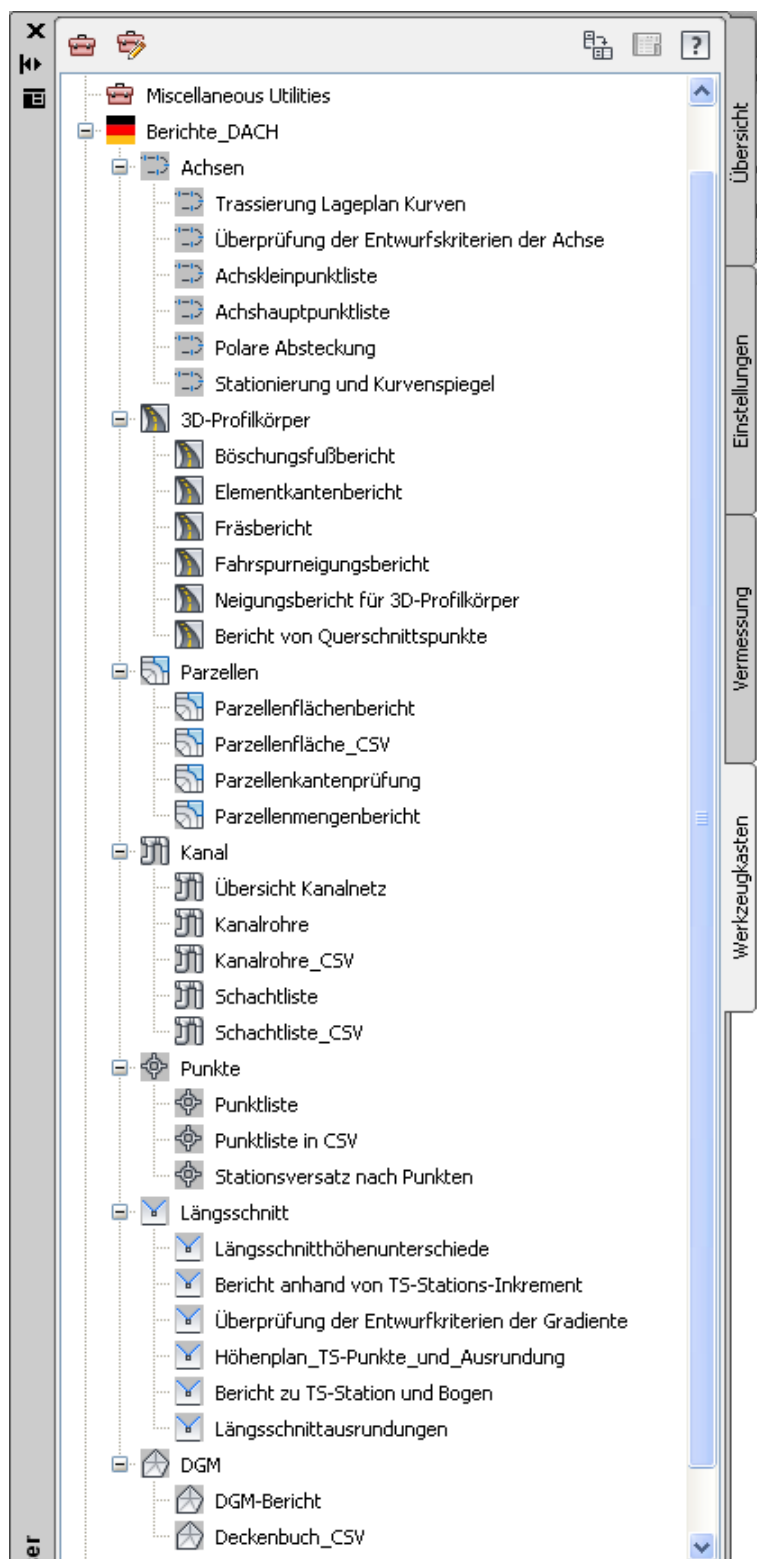 Miscellaneous Utilities
Berichte_DACH
Achsen
Trassierung Lageplan Kurven
Überprüfung der Entwurfskriterien der Achse
Achskleinpunktliste
Achshauptpunktliste
Polare Absteckung
Stationierung und Kurvenspiegel
3D-Profilkörper
Böschungsfußbericht
Elementkantenbericht
Fräsbericht
Fahrspurneigungsbericht
Neigungsbericht für 3D-Profilkörper
Bericht von Querschnittspunkte
Parzellen
Parzellenflächenbericht
Parzellenfläche_CSV
Parzellenkantenprüfung
Parzellenmengenbericht
Kanal
Übersicht Kanalnetz
Kanalrohre
Kanalrohre_CSV
Schachtliste
Schachtliste_CSV
Punkte
Punktliste
Punktliste in CSV
Stationsversatz nach Punkten
Längsschnitt
Längsschnitthöhenunterschiede
Bericht anhand von TS-Stations-Inkrement
Überprüfung der Entwurfkriterien der Gradiente
Höhenplan_TS-Punkte_und_Ausrundung
Bericht zu TS-Station und Bogen
Längsschnittausrundungen
DGM
DGM-Bericht
Deckenbuch_CSV
Übersicht
Einstellungen
Vermessung
Werkzeugkasten